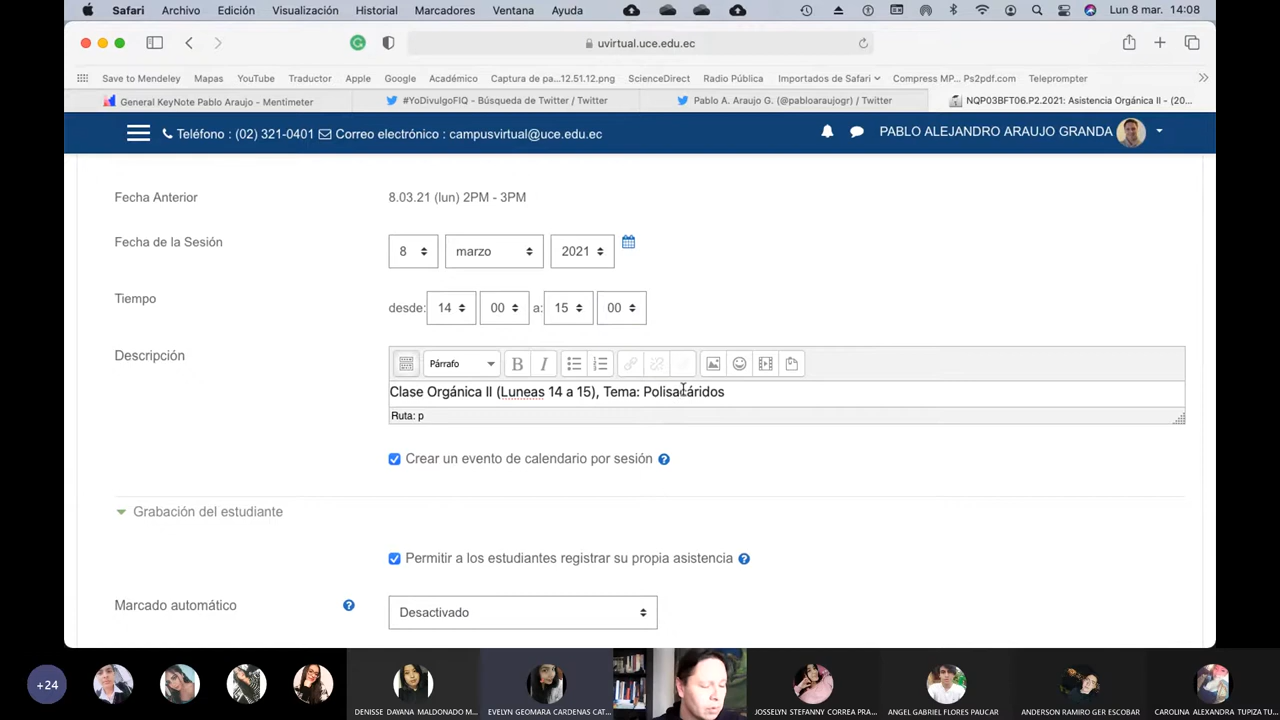 Safari Archivo Edición Visualización Historial Marcadores Ventana Ayuda Lun 8 mar. 14:08
uvirtual.uce.edu.ec
Save to Mendeley Mapas YouTube Traductor Apple Google Académico Captura de pa...12.51.12.png ScienceDirect Radio Pública Importados de Safari Compress MP... Ps2pdf.com Teleprompter
General KeyNote Pablo Araujo - Mentimeter #YoDivulgoFIQ - Búsqueda de Twitter / Twitter Pablo A. Araujo G. (@pabloaraujogr) / Twitter NQP03BFT06.P2.2021: Asistencia Orgánica II - (20...
Teléfono : (02) 321-0401 Correo electrónico : campusvirtual@uce.edu.ec PABLO ALEJANDRO ARAUJO GRANDA
Fecha Anterior 8.03.21 (lun) 2PM - 3PM
Fecha de la Sesión 8 marzo 2021
Tiempo desde: 14 00 a: 15 00
Descripción Párrafo B I
Clase Orgánica II (Luneas 14 a 15), Tema: Polisacáridos
Ruta: p
Crear un evento de calendario por sesión
Grabación del estudiante
Permitir a los estudiantes registrar su propia asistencia
Marcado automático Desactivado
+24 DENISSE DAYANA MALDONADO M... EVELYN GEOMARA CARDENAS CAT... JOSSELYN STEFANNY CORREA PRA... ANGEL GABRIEL FLORES PAUCAR ANDERSON RAMIRO GER ESCOBAR CAROLINA ALEXANDRA TUPIZA TU...